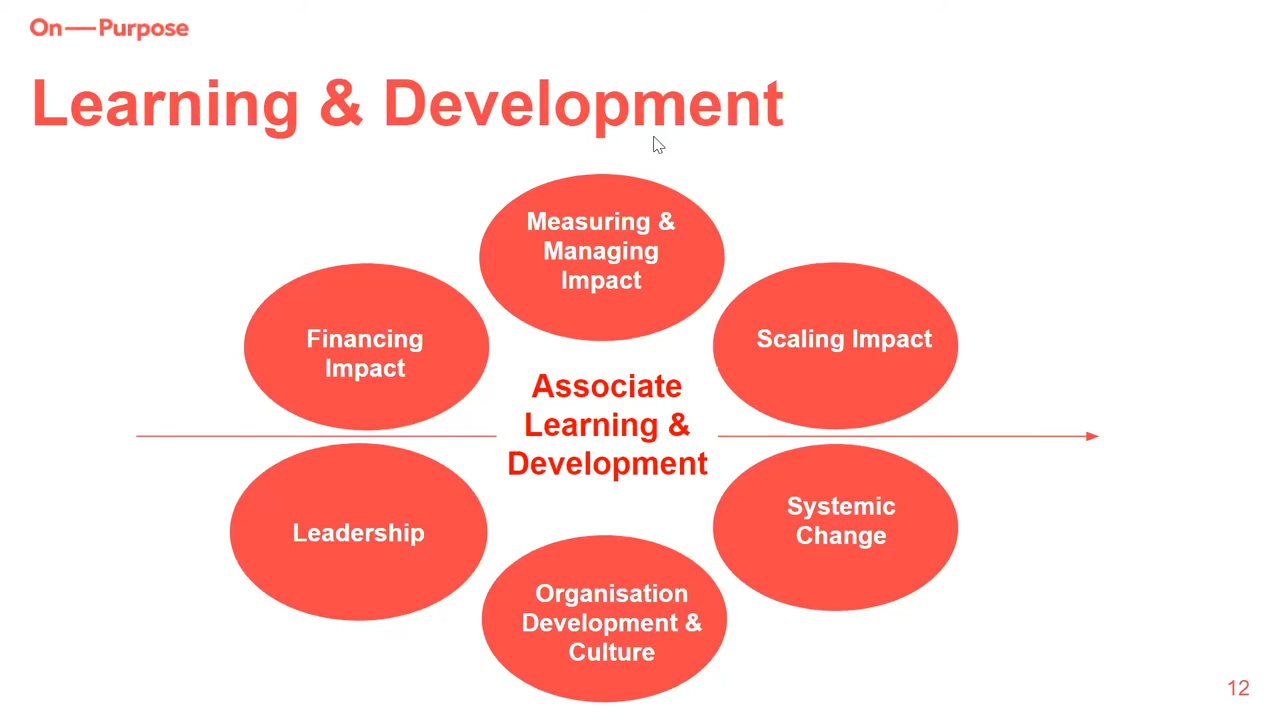 On—Purpose
Learning & Development
Measuring &
Managing
Impact
Financing
Impact
Scaling Impact
Associate
Learning &
Development
Leadership
Systemic
Change
Organisation
Development &
Culture
12